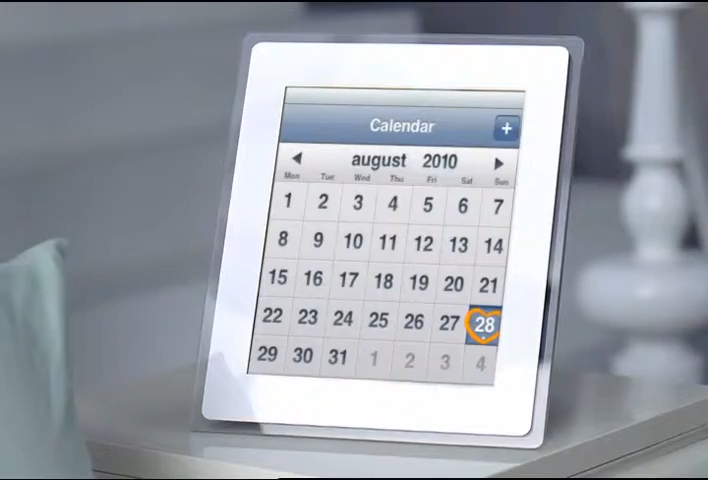 Calendar +
august 2010
Mon Tue Wed Thu Fri Sat Sun
1 2 3 4 5 6 7
8 9 10 11 12 13 14
15 16 17 18 19 20 21
22 23 24 25 26 27 28
29 30 31 1 2 3 4